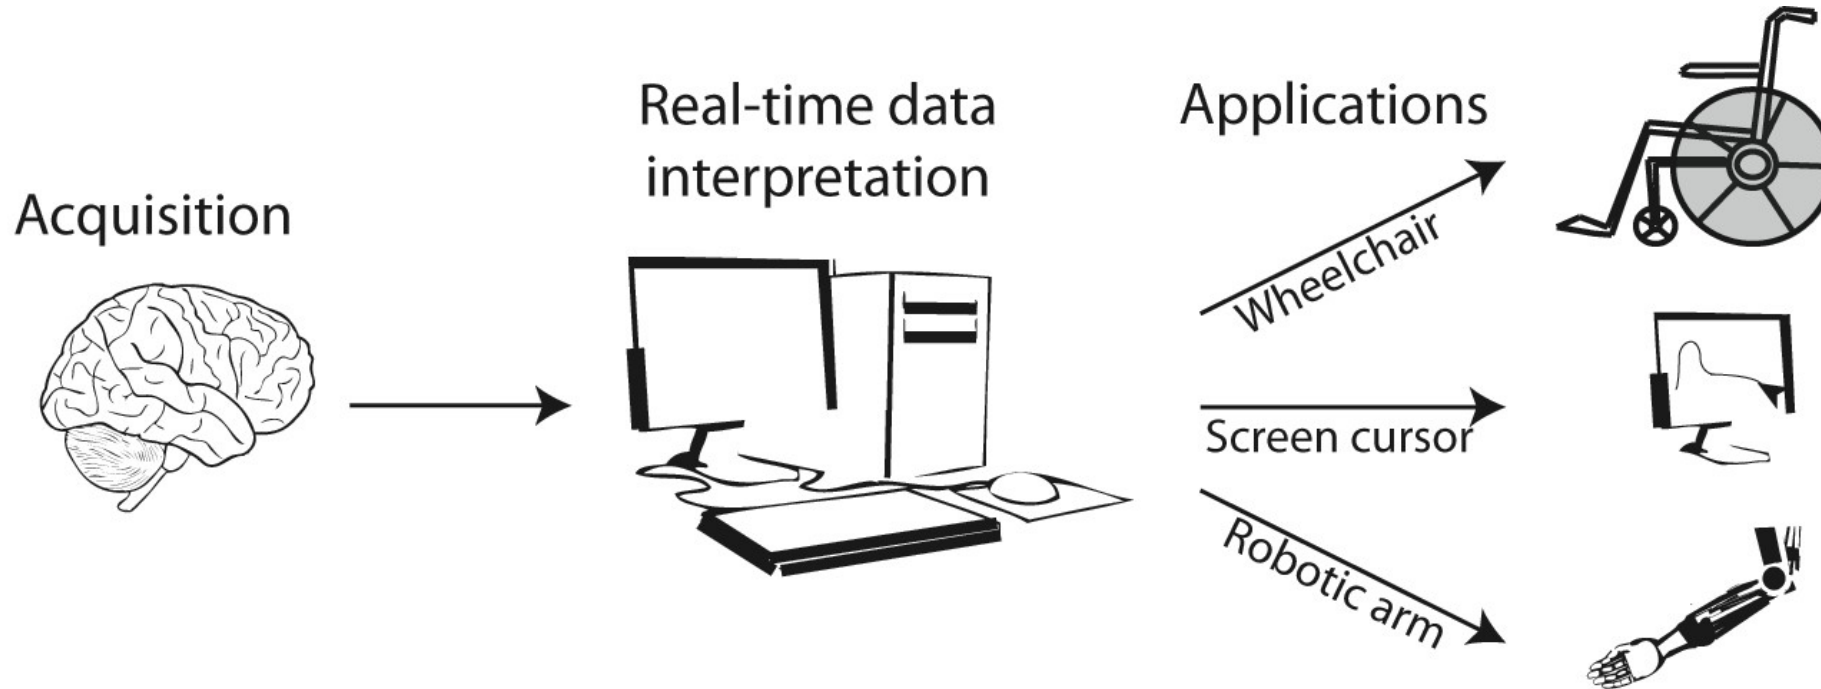 Acquisition
Real-time data
interpretation
Applications
Wheelchair
Screen cursor
Robotic arm